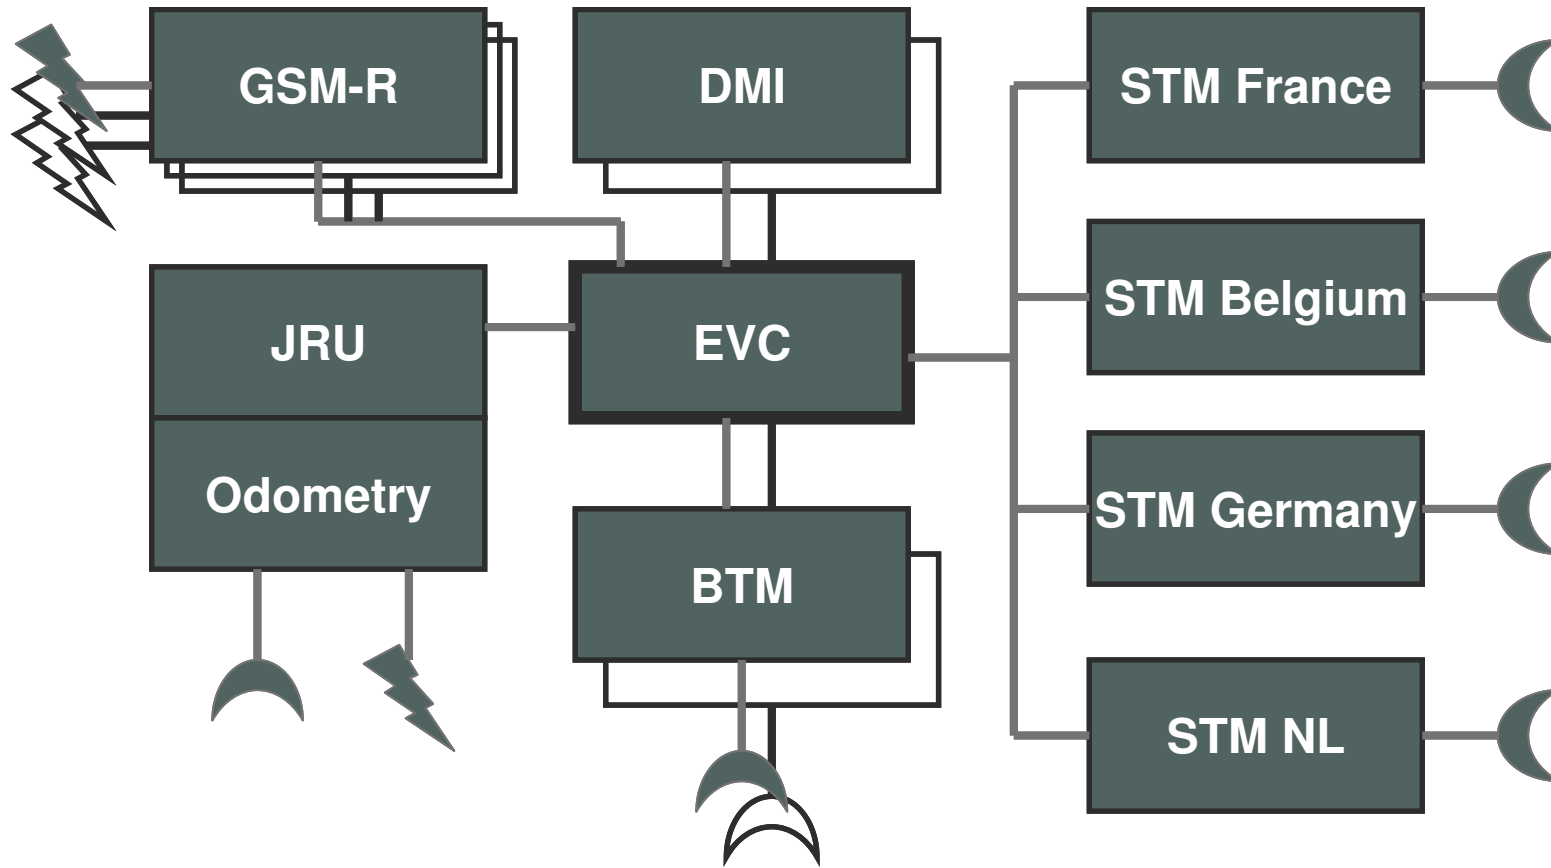 GSM-R
DMI
STM France
STM Belgium
JRU
EVC
Odometry
STM Germany
BTM
STM NL